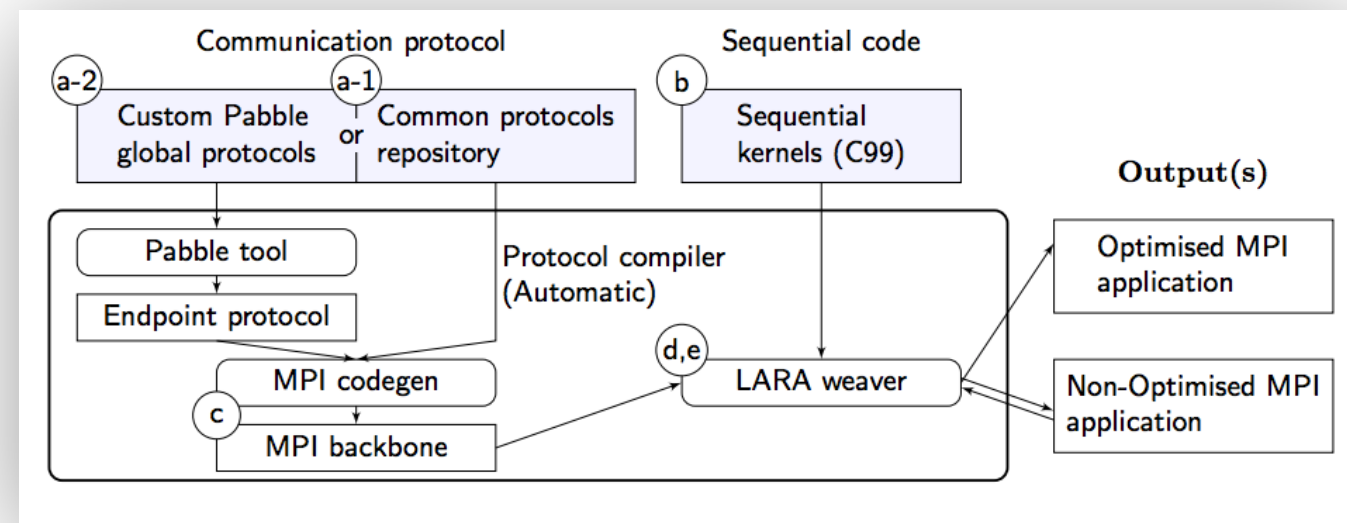 Communication protocol
Sequential code
a-2
a-1
b
Custom Pabble
global protocols
or
Common protocols
repository
Sequential
kernels (C99)
Output(s)
Pabble tool
Protocol compiler
(Automatic)
Optimised MPI
application
Endpoint protocol
d,e
MPI codegen
LARA weaver
Non-Optimised MPI
application
c
MPI backbone